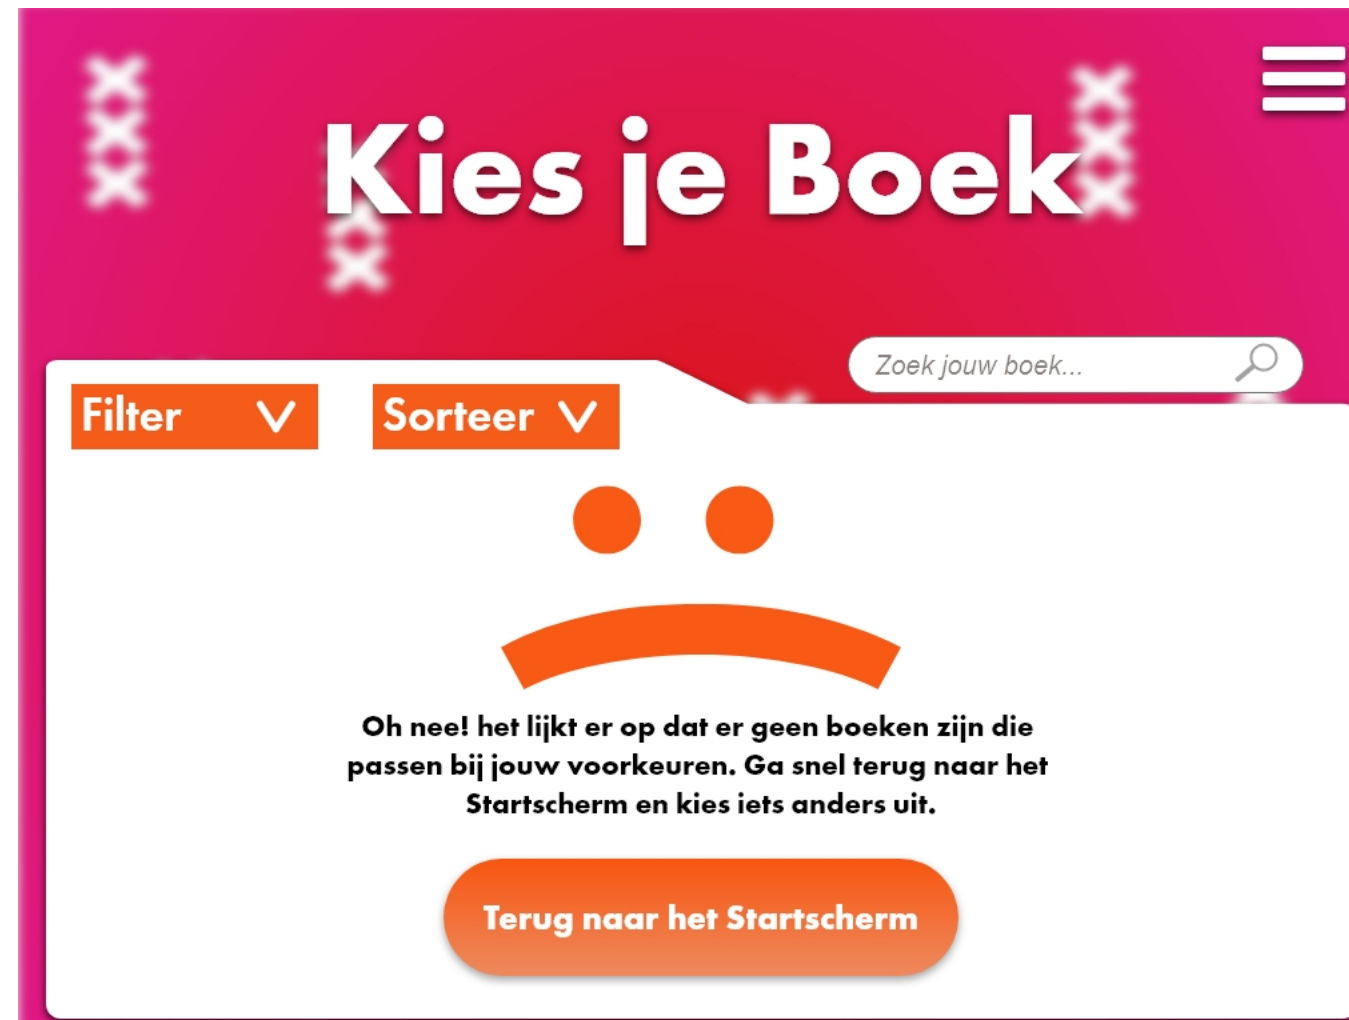 Kies je Boek
Zoek jouw boek...
Filter
Sorteer
Oh nee! het lijkt er op dat er geen boeken zijn die
passen bij jouw voorkeuren. Ga snel terug naar het
Startscherm en kies iets anders uit.
Terug naar het Startscherm